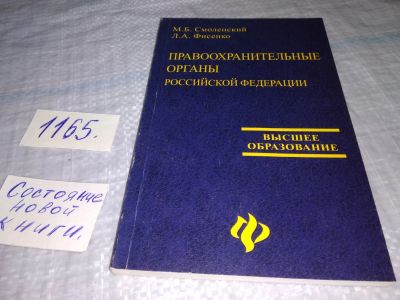 М.Б. Смоленский
Л.А. Фисенко
ПРАВООХРАНИТЕЛЬНЫЕ
ОРГАНЫ
РОССИЙСКОЙ ФЕДЕРАЦИИ
ВЫСШЕЕ
ОБРАЗОВАНИЕ
1165.
Состояние
новой
книги.